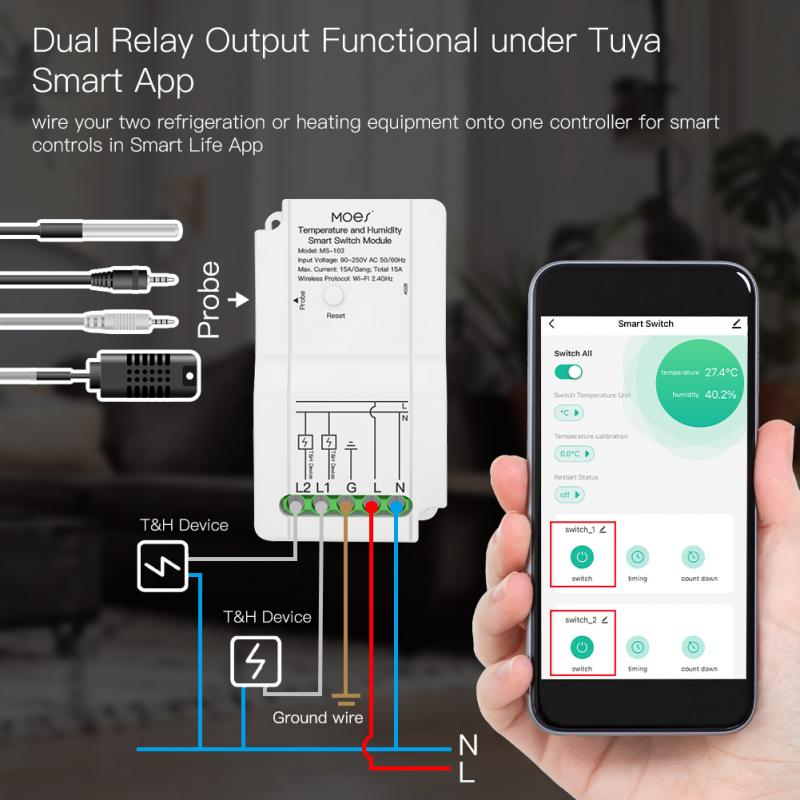 Dual Relay Output Functional under Tuya
Smart App
wire your two refrigeration or heating equipment onto one controller for smart
controls in Smart Life App
MOES
Temperature and Humidity
Smart Switch Module
Model: MS-103
Input Voltage: 90-250V AC 50/60Hz
Max. Current: 15A/Gang; Total 15A
Wireless Protocol: Wi-Fi 2.4GHz
Probe
Probe
Reset
L
N
T&H Device
T&H Device
L2 L1 G L N
T&H Device
T&H Device
Ground wire
N
L
Smart Switch
Switch All
temperature 27.4°C
humidity 40.2%
Switch Temperature Unit
°C
Temperature calibration
0.0°C
Restart Status
off
switch_1
switch timing count down
switch_2
switch timing count down